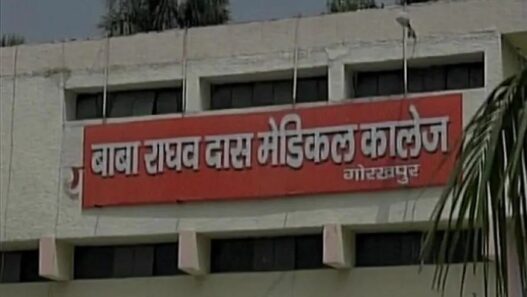 बाबा राघव दास मेडिकल कालेज
गोरखपुर